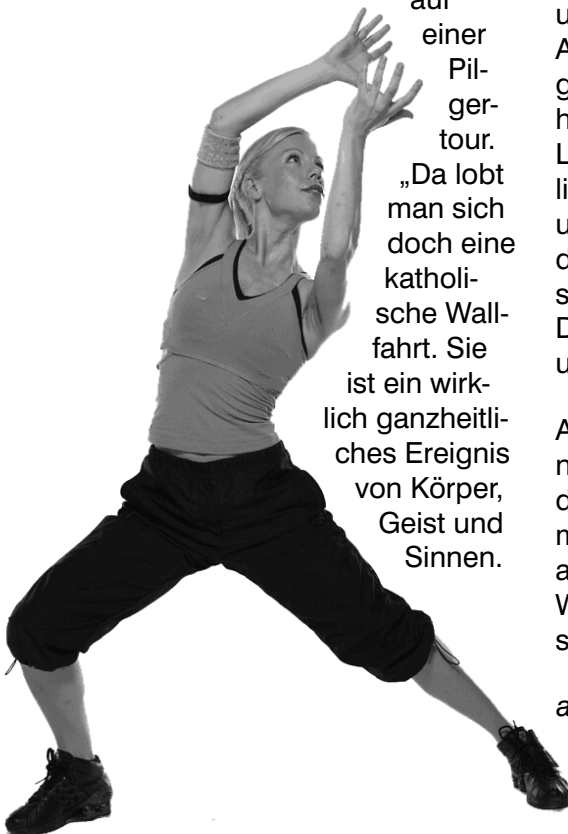 auf
einer
Pil-
ger-
tour.
„Da lobt
man sich
doch eine
katholi-
sche Wall-
fahrt. Sie
ist ein wirk-
lich ganzheitli-
ches Ereignis
von Körper,
Geist und
Sinnen.